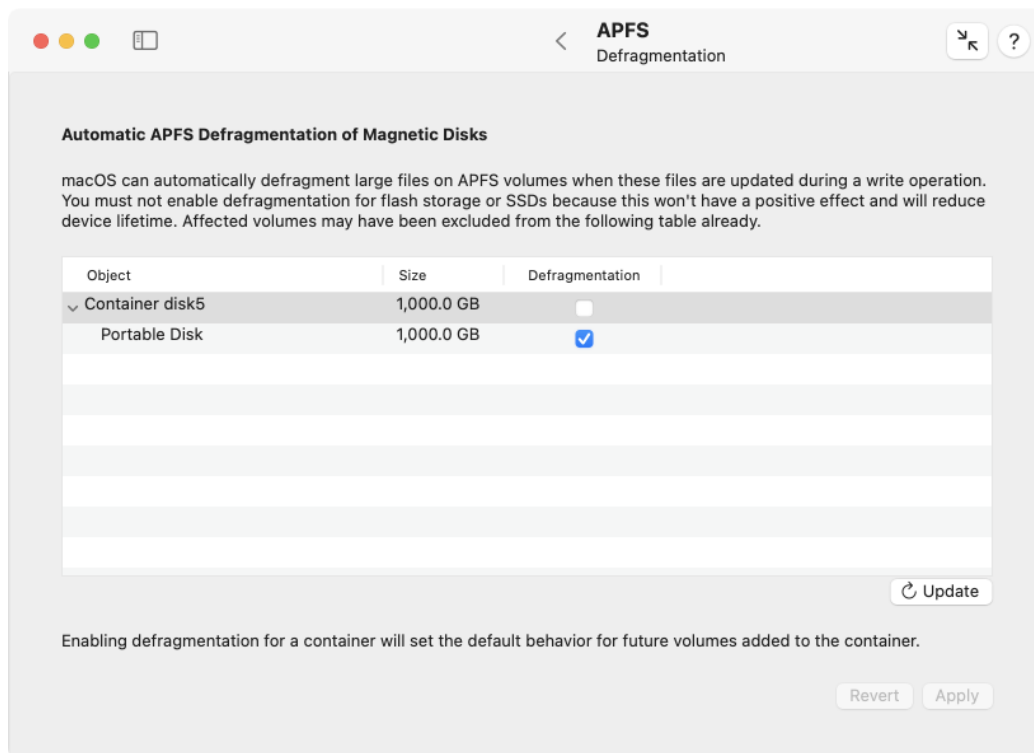 APFS
Defragmentation
?
Automatic APFS Defragmentation of Magnetic Disks
macOS can automatically defragment large files on APFS volumes when these files are updated during a write operation.
You must not enable defragmentation for flash storage or SSDs because this won't have a positive effect and will reduce
device lifetime. Affected volumes may have been excluded from the following table already.
Object Size Defragmentation
Container disk5 1,000.0 GB
Portable Disk 1,000.0 GB
Update
Enabling defragmentation for a container will set the default behavior for future volumes added to the container.
Revert Apply